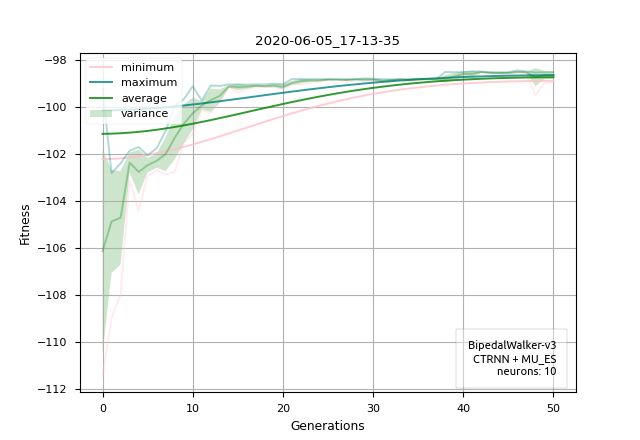 2020-06-05_17-13-35
minimum
maximum
average
variance
−98
−100
−102
−104
−106
−108
−110
−112
Fitness
BipedalWalker-v3
CTRNN + MU_ES
neurons: 10
0 10 20 30 40 50
Generations